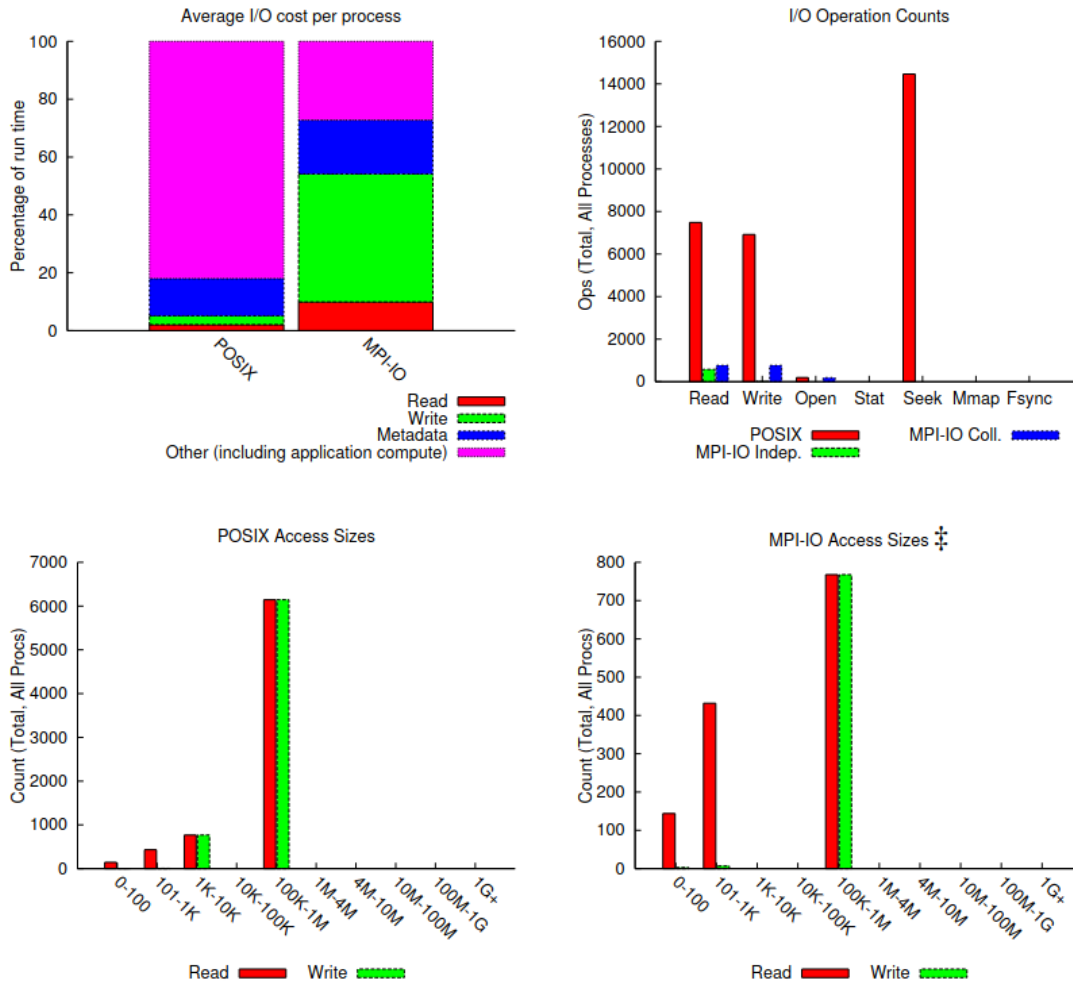 Average I/O cost per process
Percentage of run time
100
80
60
40
20
0
POSIX
MPI-IO
Read
Write
Metadata
Other (including application compute)
I/O Operation Counts
Ops (Total, All Processes)
16000
14000
12000
10000
8000
6000
4000
2000
0
Read Write Open Stat Seek Mmap Fsync
POSIX MPI-IO Coll.
MPI-IO Indep.
POSIX Access Sizes
Count (Total, All Procs)
7000
6000
5000
4000
3000
2000
1000
0
0-100
101-1K
1K-10K
10K-100K
100K-1M
1M-4M
4M-10M
10M-100M
100M-1G
1G+
Read Write
MPI-IO Access Sizes ‡
Count (Total, All Procs)
800
700
600
500
400
300
200
100
0
0-100
101-1K
1K-10K
10K-100K
100K-1M
1M-4M
4M-10M
10M-100M
100M-1G
1G+
Read Write